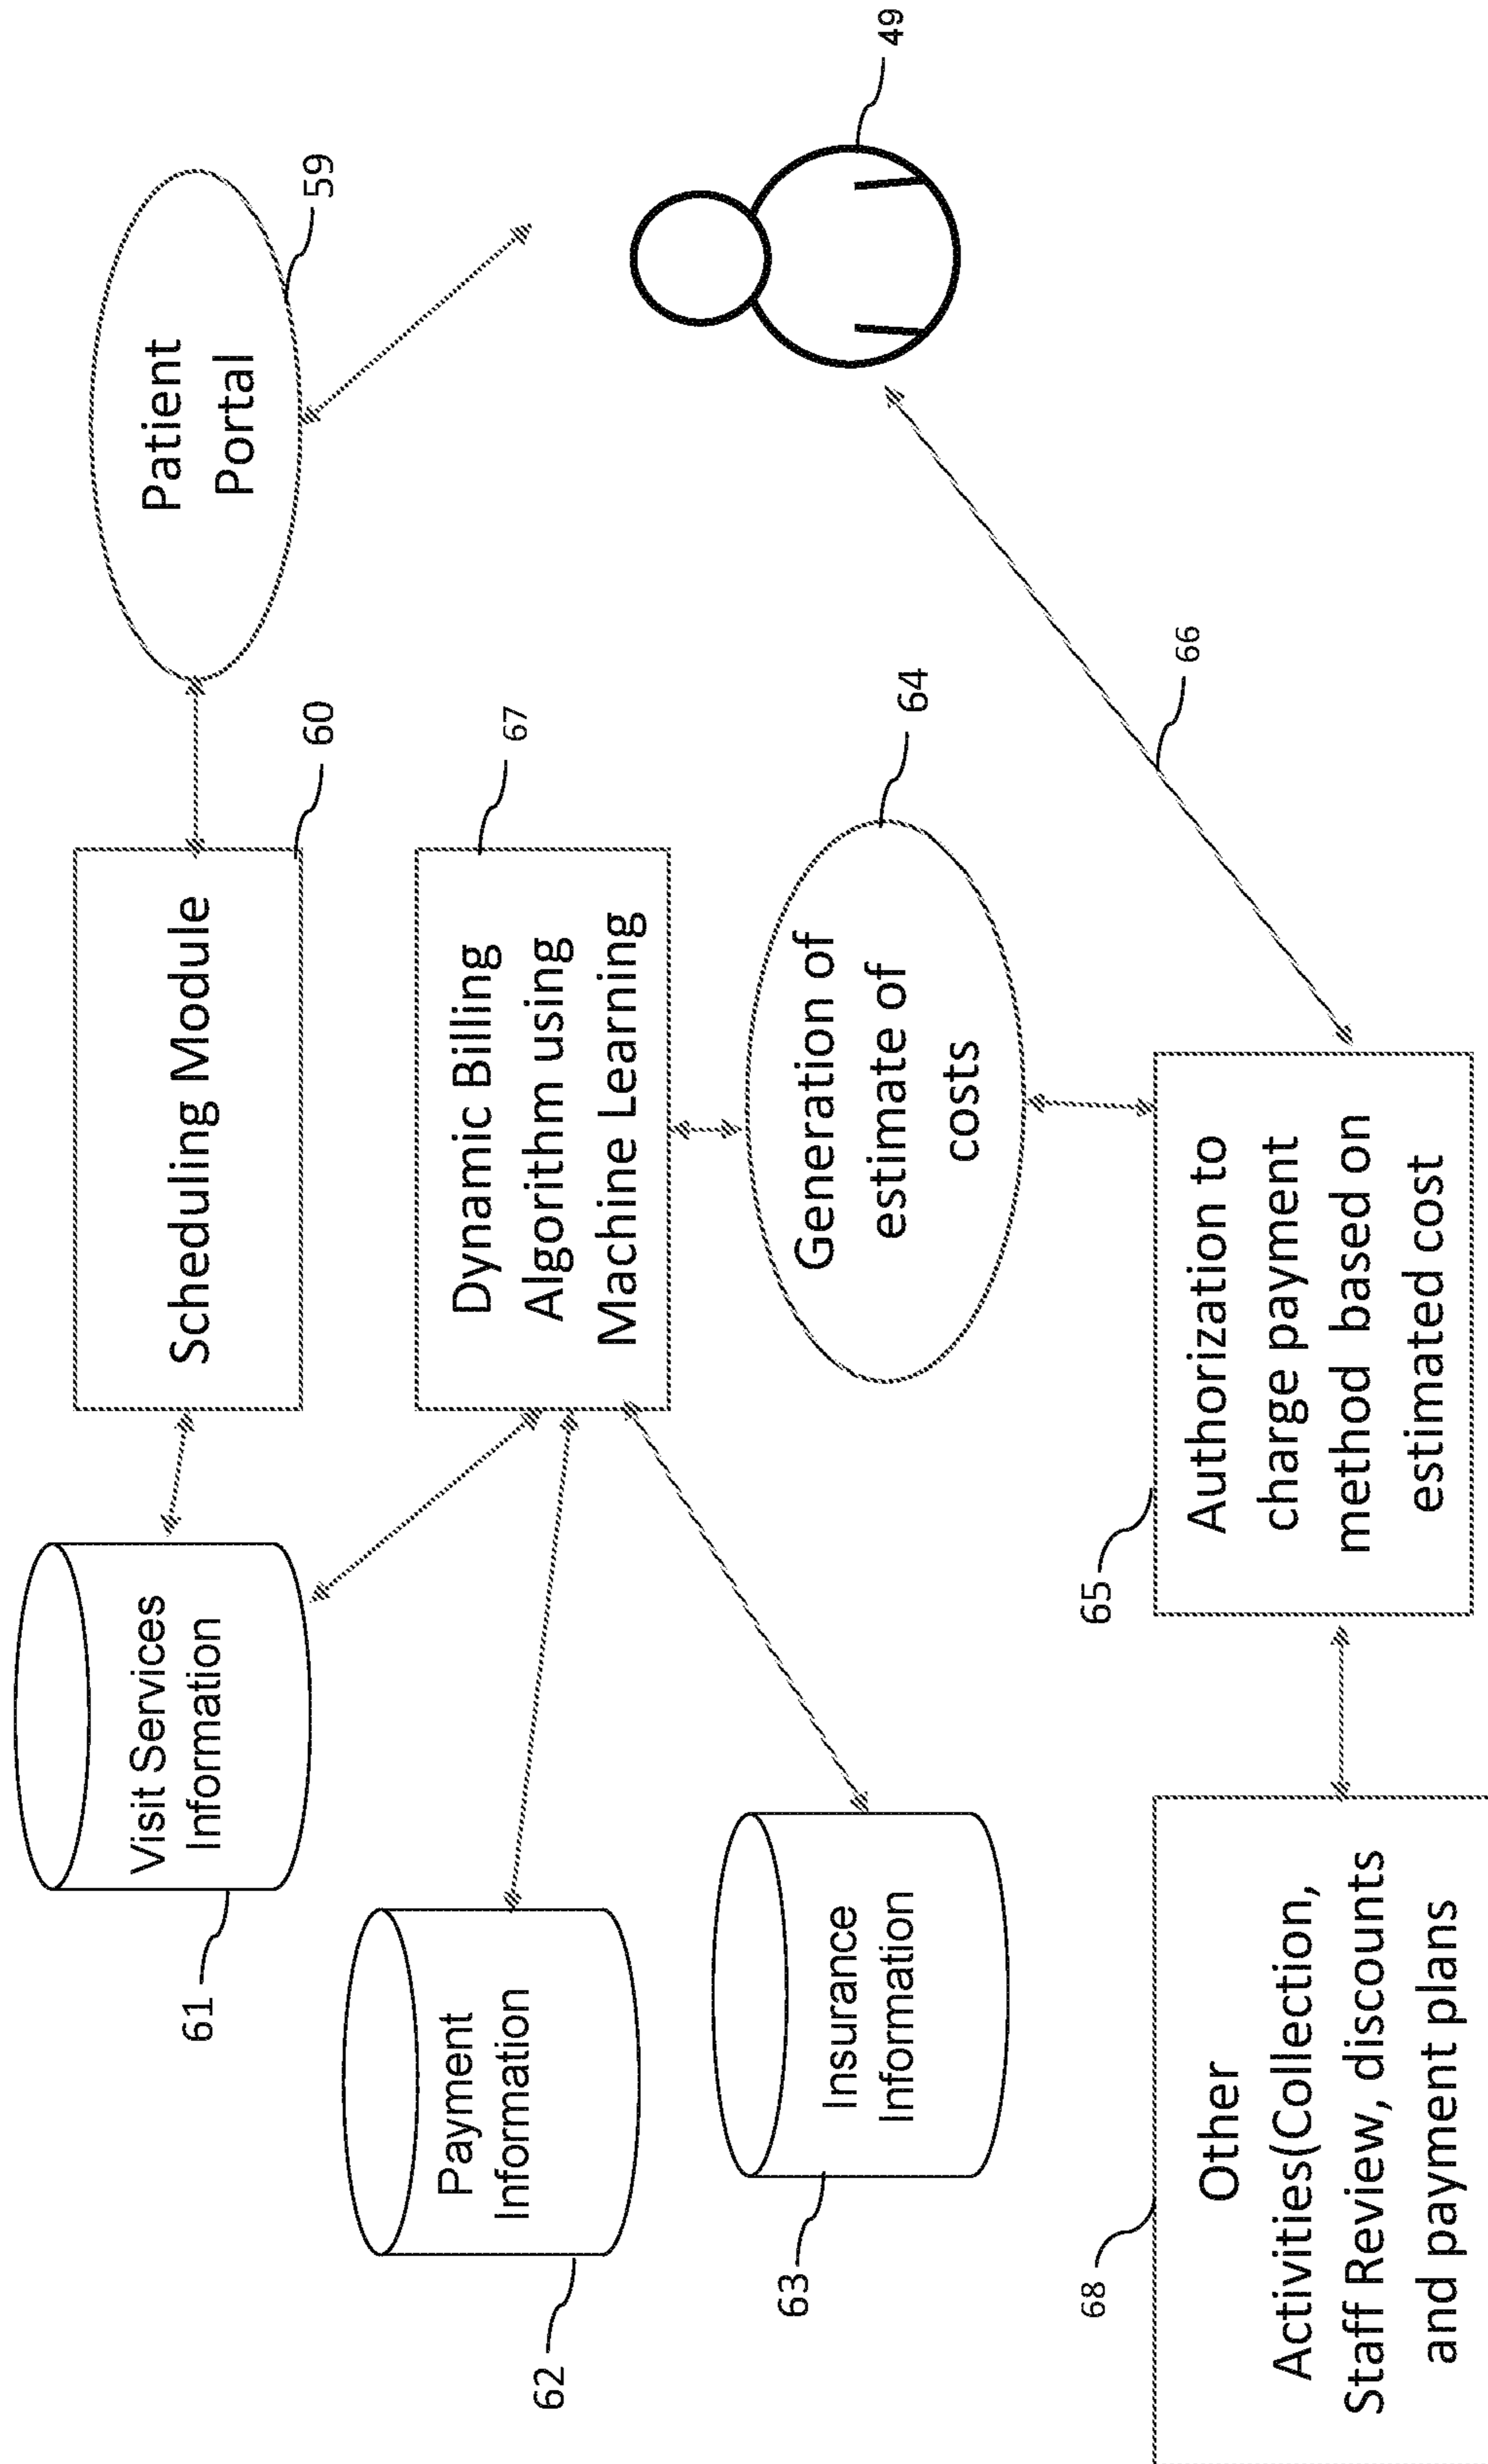 Visit Services
Information
61
Scheduling Module
60
Patient
Portal
59
Payment
Information
62
Dynamic Billing
Algorithm using
Machine Learning
67
Insurance
Information
63
Generation of
estimate of
costs
64
49
Other
Activities(Collection,
Staff Review, discounts
and payment plans
68
Authorization to
charge payment
method based on
estimated cost
65
66